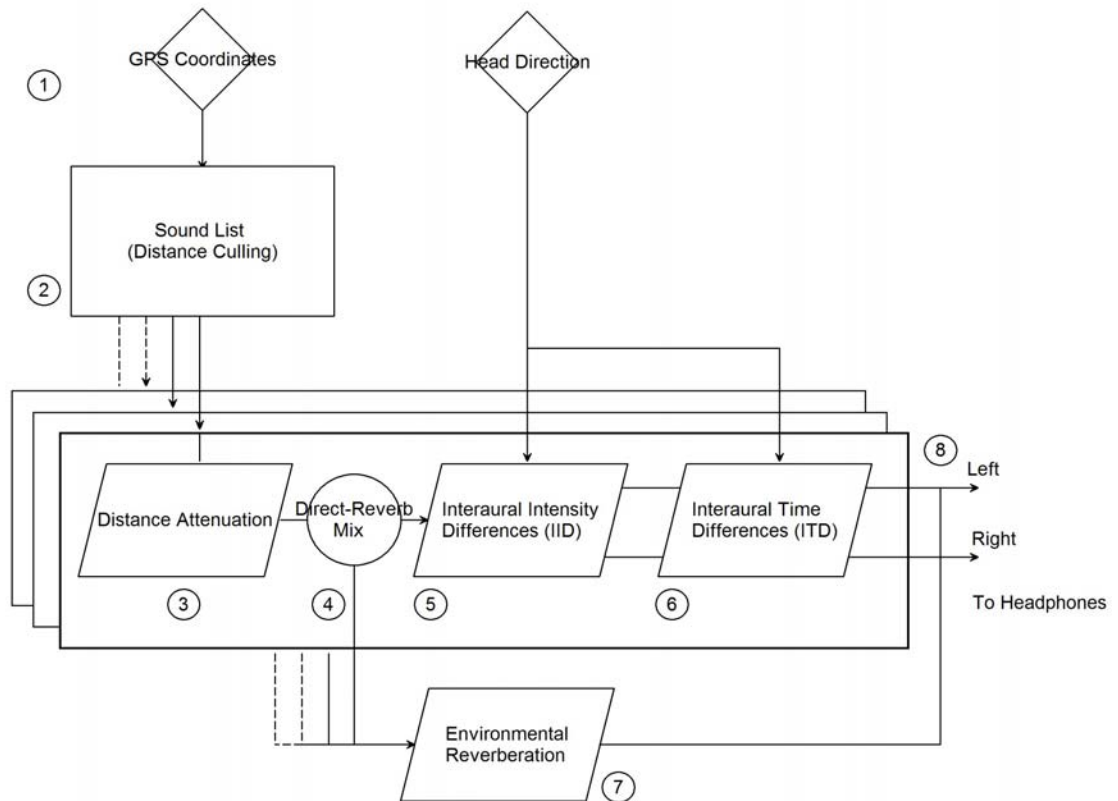 GPS Coordinates
Head Direction
1
Sound List
(Distance Culling)
2
8
Left
Distance Attenuation
Direct-Reverb
Mix
Interaural Intensity
Differences (IID)
Interaural Time
Differences (ITD)
Right
3
4
5
6
To Headphones
Environmental
Reverberation
7